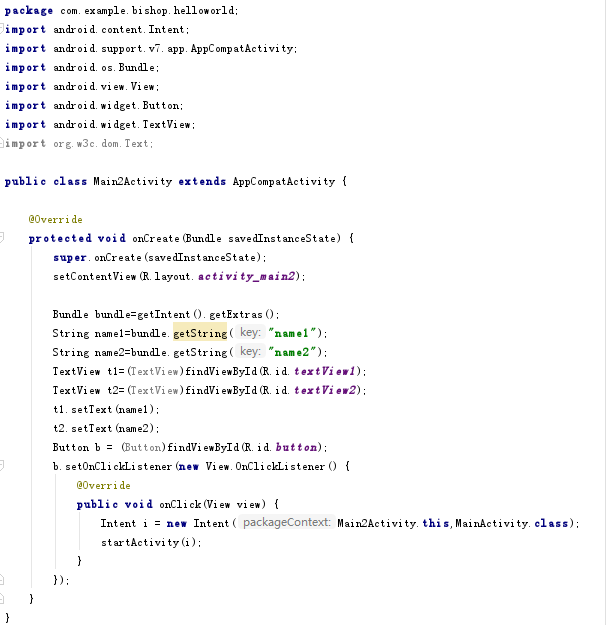 package com.example.bishop.helloworld;
import android.content.Intent;
import android.support.v7.app.AppCompatActivity;
import android.os.Bundle;
import android.view.View;
import android.widget.Button;
import android.widget.TextView;
import org.w3c.dom.Text;
public class Main2Activity extends AppCompatActivity {
@Override
protected void onCreate(Bundle savedInstanceState) {
super.onCreate(savedInstanceState);
setContentView(R.layout.activity_main2);
Bundle bundle=getIntent().getExtras();
String name1=bundle.getString( key: "name1");
String name2=bundle.getString( key: "name2");
TextView t1=(TextView)findViewById(R.id.textView1);
TextView t2=(TextView)findViewById(R.id.textView2);
t1.setText(name1);
t2.setText(name2);
Button b = (Button)findViewById(R.id.button);
b.setOnClickListener(new View.OnClickListener() {
@Override
public void onClick(View view) {
Intent i = new Intent( packageContext: Main2Activity.this,MainActivity.class);
startActivity(i);
}
});
}
}